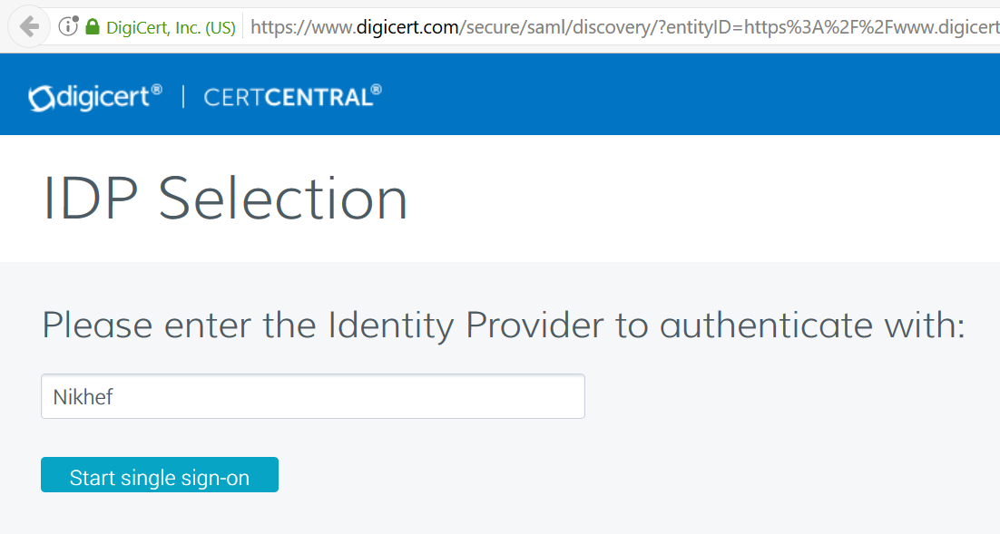 DigiCert, Inc. (US) https://www.digicert.com/secure/saml/discovery/?entityID=https%3A%2F%2Fwww.digicert
digicert® | CERTCENTRAL®
IDP Selection
Please enter the Identity Provider to authenticate with:
Nikhef
Start single sign-on